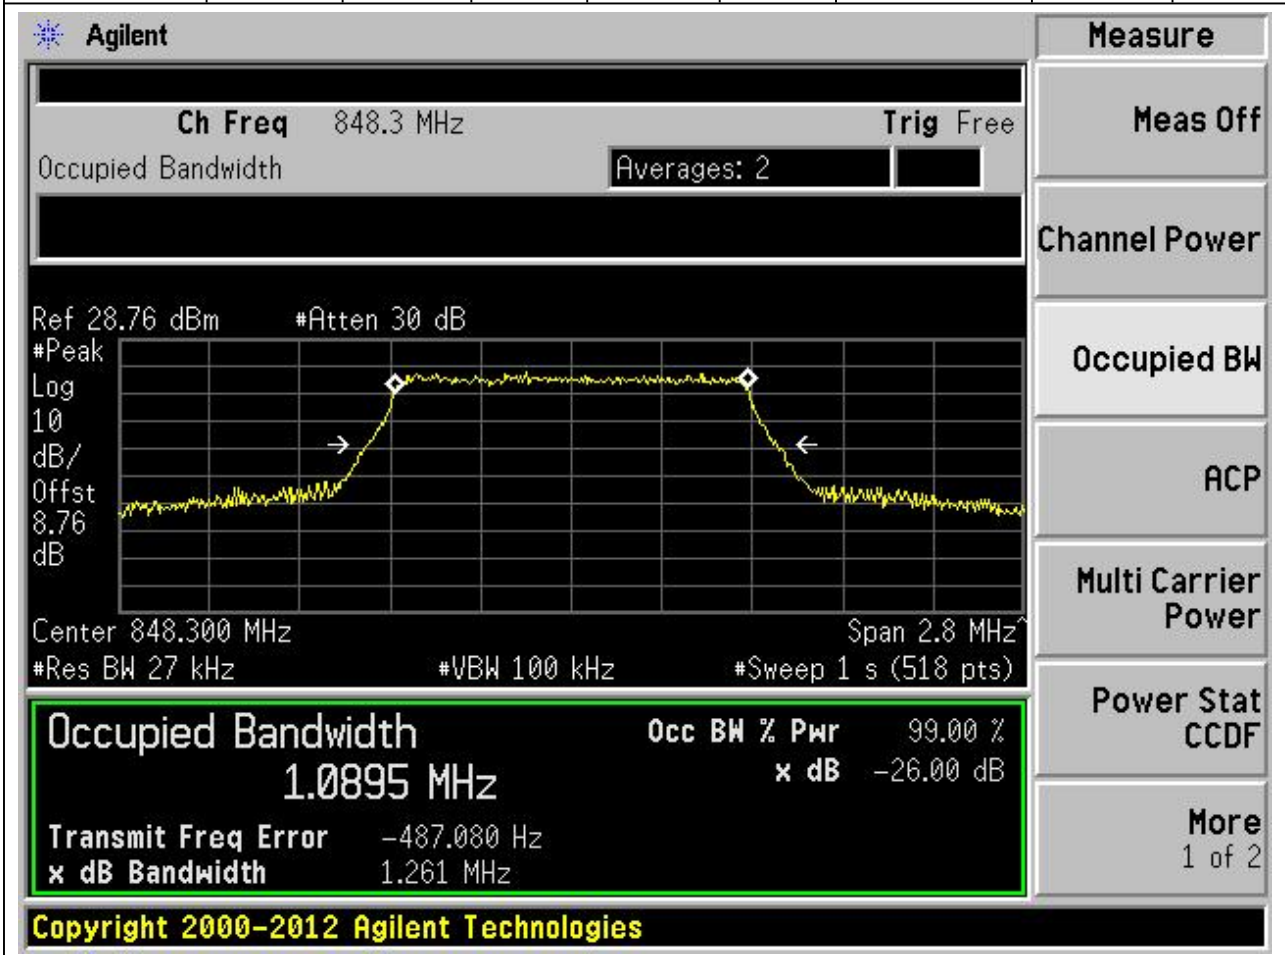 Agilent
Measure
Ch Freq 848.3 MHz Trig Free
Meas Off
Occupied Bandwidth Averages: 2
Channel Power
Ref 28.76 dBm #Atten 30 dB
#Peak
Log
10
dB/
Offst
8.76
dB
Occupied BW
ACP
Multi Carrier
Power
Center 848.300 MHz Span 2.8 MHz^
#Res BW 27 kHz #VBW 100 kHz #Sweep 1 s (518 pts)
Power Stat
CCDF
Occupied Bandwidth Occ BW % Pwr 99.00 %
1.0895 MHz x dB -26.00 dB
Transmit Freq Error -487.080 Hz
x dB Bandwidth 1.261 MHz
More
1 of 2
Copyright 2000-2012 Agilent Technologies